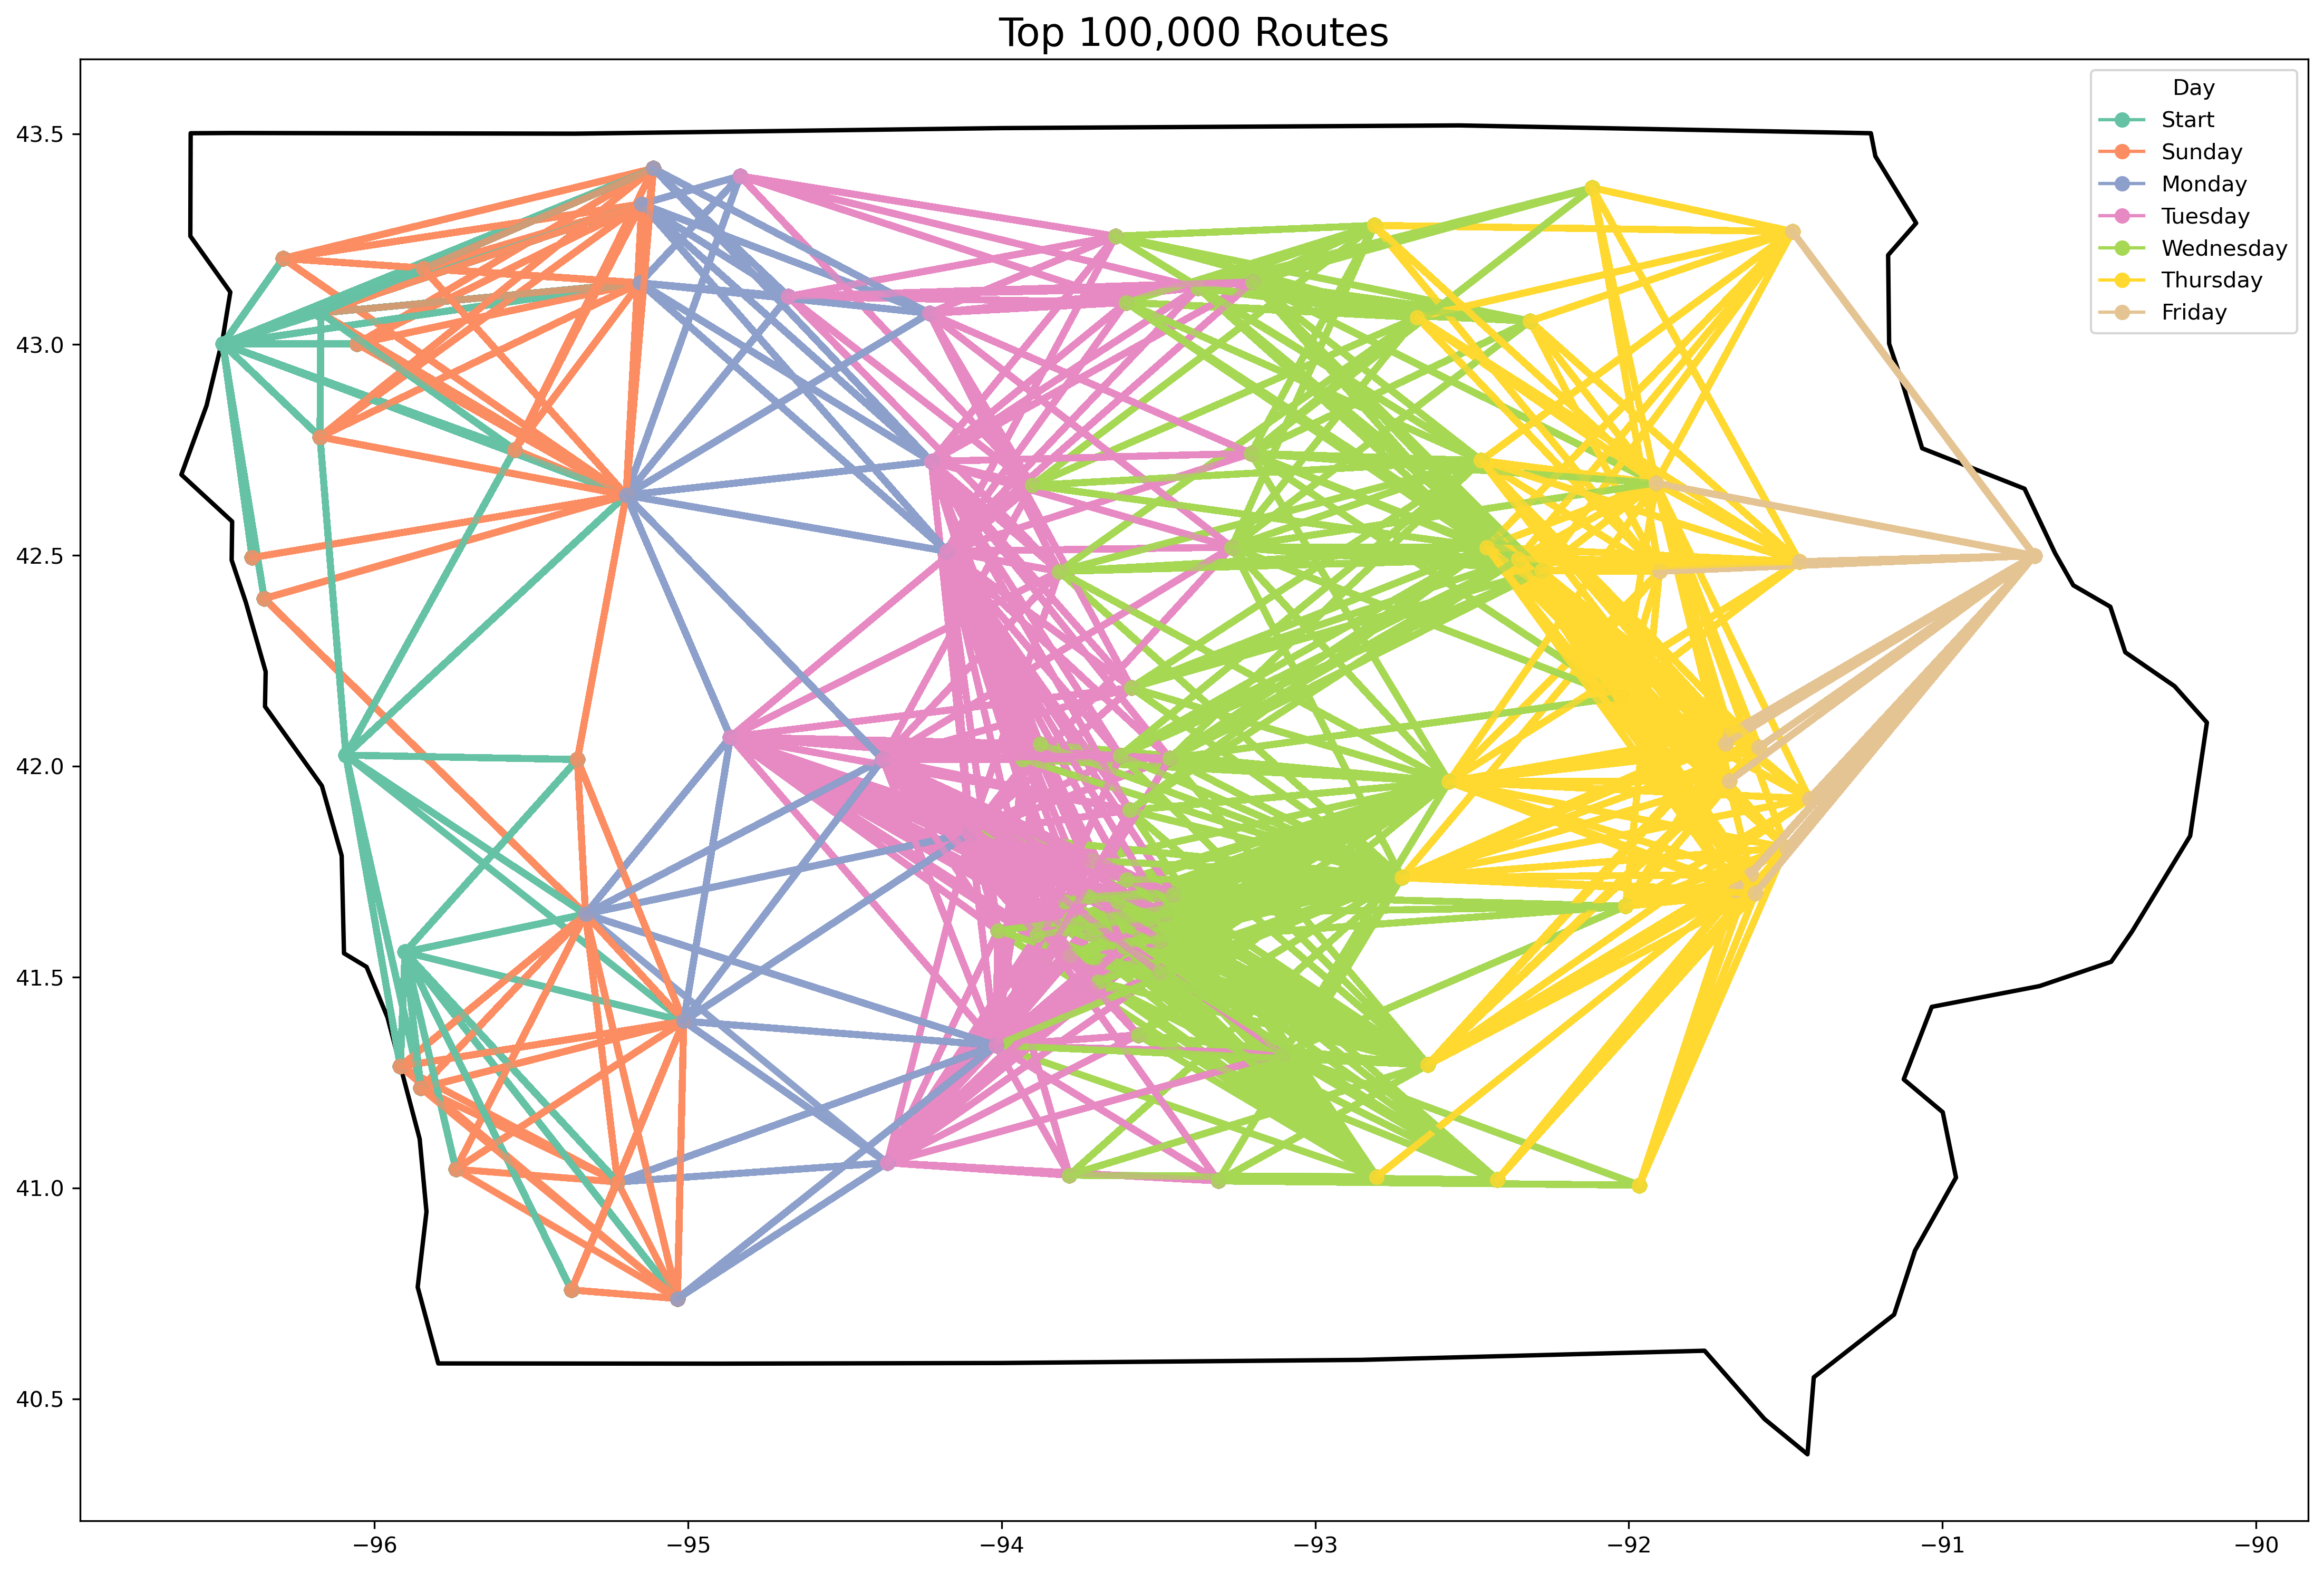 Top 100,000 Routes
Day
Start
Sunday
Monday
Tuesday
Wednesday
Thursday
Friday
43.5
43.0
42.5
42.0
41.5
41.0
40.5
−96
−95
−94
−93
−92
−91
−90